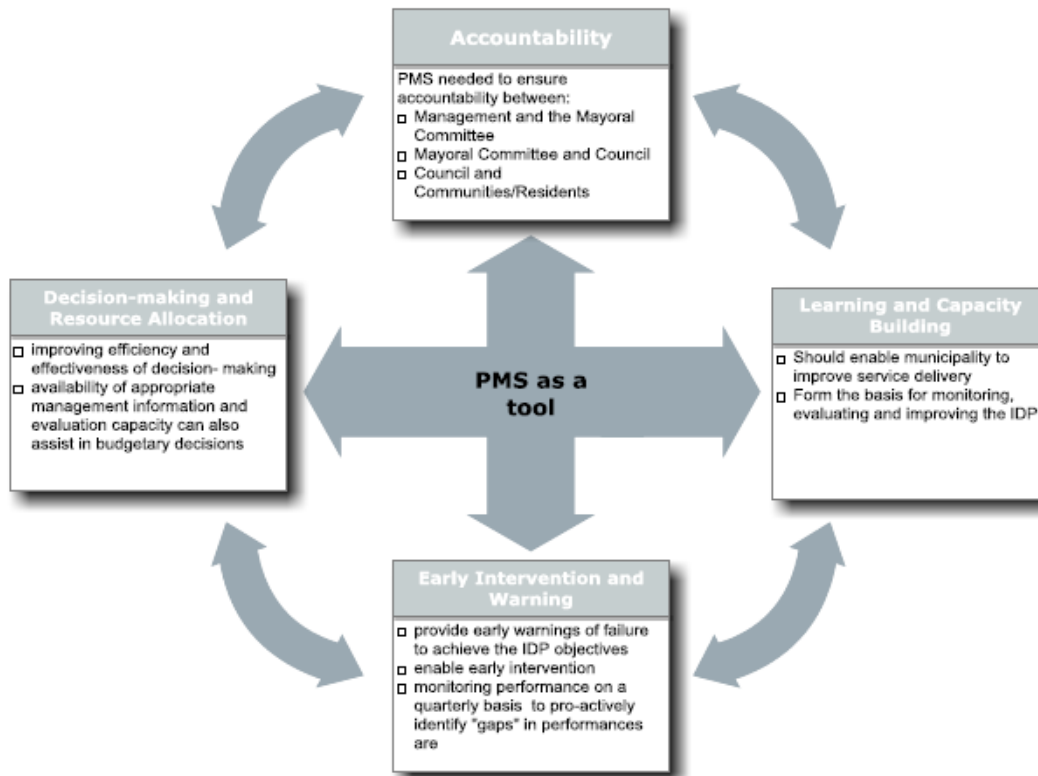 Accountability
PMS needed to ensure
accountability between:
Management and the Mayoral
Committee
Mayoral Committee and Council
Council and
Communities/Residents
Decision-making and
Resource Allocation
improving efficiency and
effectiveness of decision- making
availability of appropriate
management information and
evaluation capacity can also
assist in budgetary decisions
PMS as a
tool
Learning and Capacity
Building
Should enable municipality to
improve service delivery
Form the basis for monitoring,
evaluating and improving the IDP
Early Intervention and
Warning
provide early warnings of failure
to achieve the IDP objectives
enable early intervention
monitoring performance on a
quarterly basis to pro-actively
identify "gaps" in performances
are